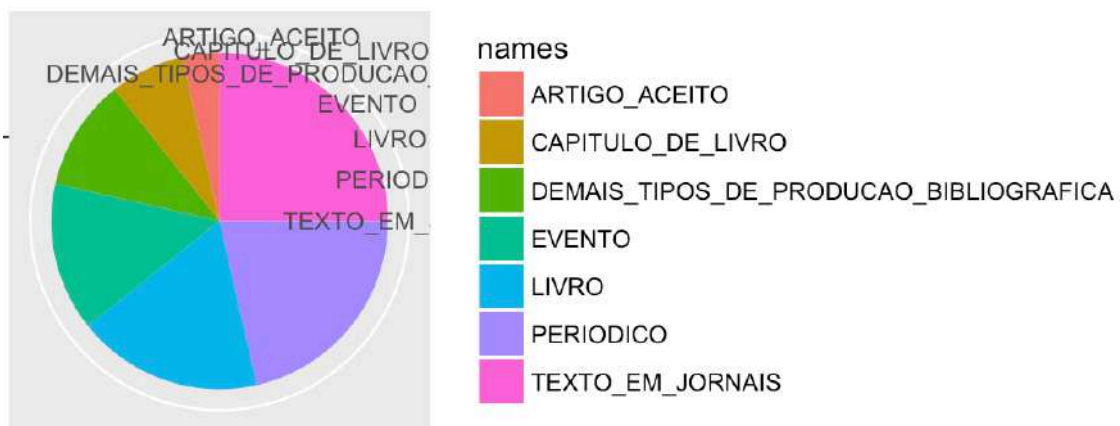 ARTIGO_ACEITO
CAPITULO_DE_LIVRO
DEMAIS_TIPOS_DE_PRODUCAO_
EVENTO
LIVRO
PERIOD
TEXTO_EM_
names
ARTIGO_ACEITO
CAPITULO_DE_LIVRO
DEMAIS_TIPOS_DE_PRODUCAO_BIBLIOGRAFICA
EVENTO
LIVRO
PERIODICO
TEXTO_EM_JORNAIS